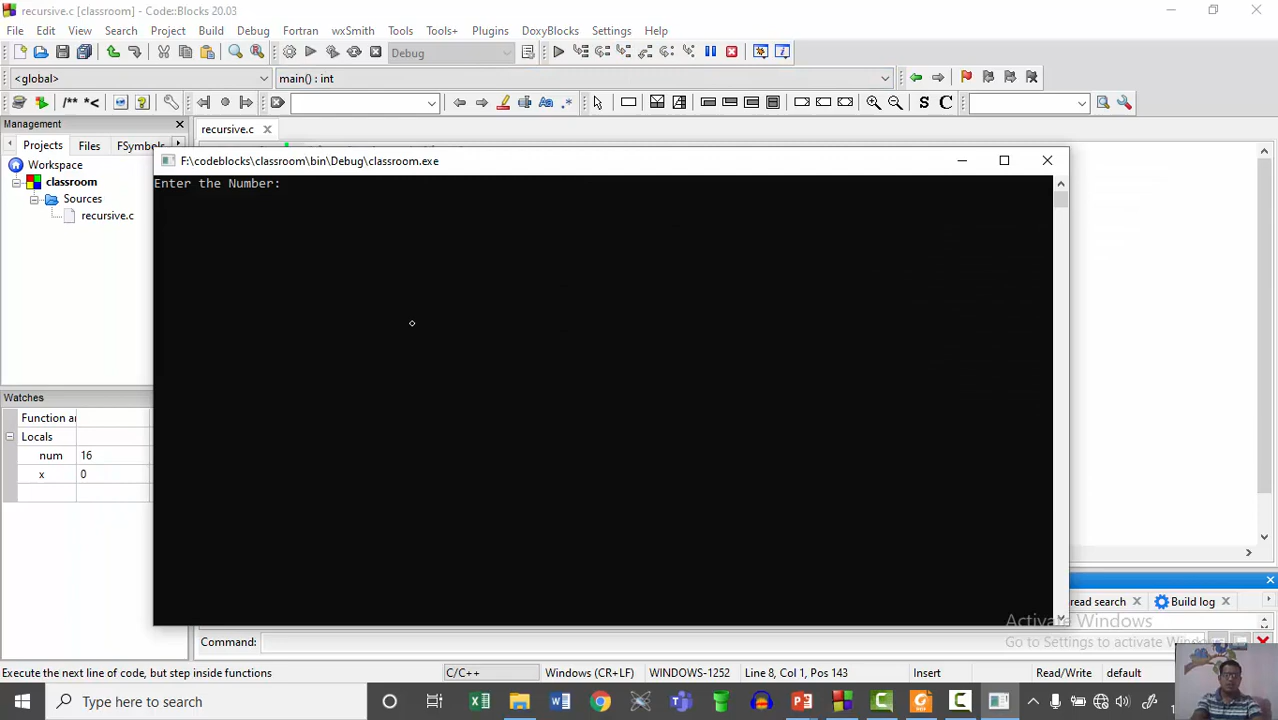 recursive.c [classroom] - Code::Blocks 20.03
File Edit View Search Project Build Debug Fortran wxSmith Tools Tools+ Plugins DoxyBlocks Settings Help
Debug
<global> main() : int
/** *<
Aa .* S C
Management
recursive.c
Projects Files FSymbols
Workspace
classroom
Sources
recursive.c
F:\codeblocks\classroom\bin\Debug\classroom.exe
Enter the Number:
Watches
Function ar
Locals
num 16
x 0
read search Build log
Activate Windows
Go to Settings to activate Windows
Command:
Execute the next line of code, but step inside functions C/C++ Windows (CR+LF) WINDOWS-1252 Line 8, Col 1, Pos 143 Insert Read/Write default
Type here to search